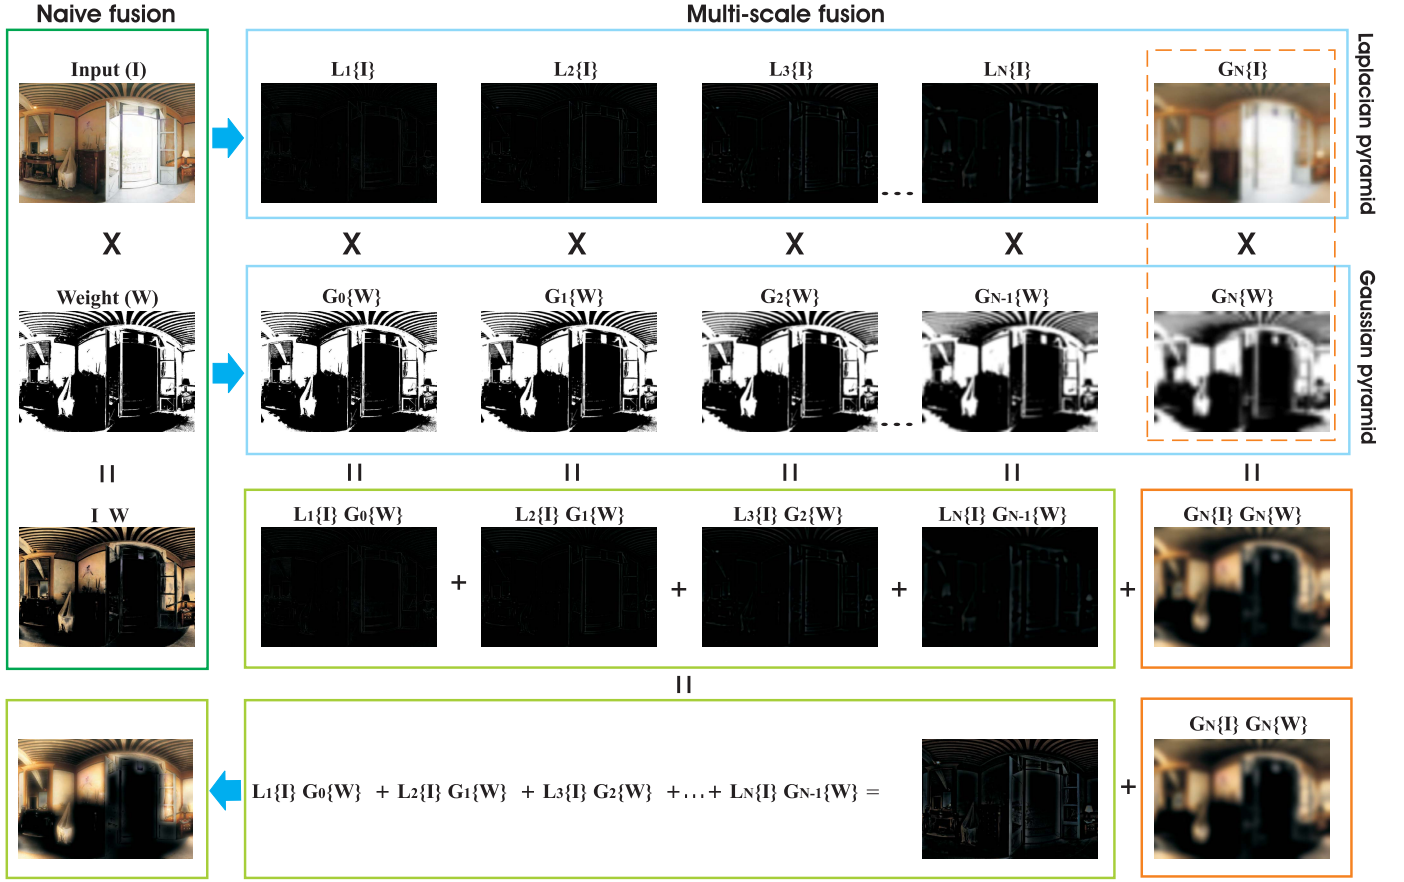 Naive fusion
Multi-scale fusion
Input (I)
L1{I}
L2{I}
L3{I}
LN{I}
GN{I}
Laplacian pyramid
...
X
X
X
X
X
X
Weight (W)
G0{W}
G1{W}
G2{W}
GN-1{W}
GN{W}
Gaussian pyramid
...
=
=
=
=
=
=
I W
L1{I} G0{W}
L2{I} G1{W}
L3{I} G2{W}
LN{I} GN-1{W}
GN{I} GN{W}
+
+
+
+
=
GN{I} GN{W}
L1{I} G0{W} + L2{I} G1{W} + L3{I} G2{W} +...+ LN{I} GN-1{W} =
+